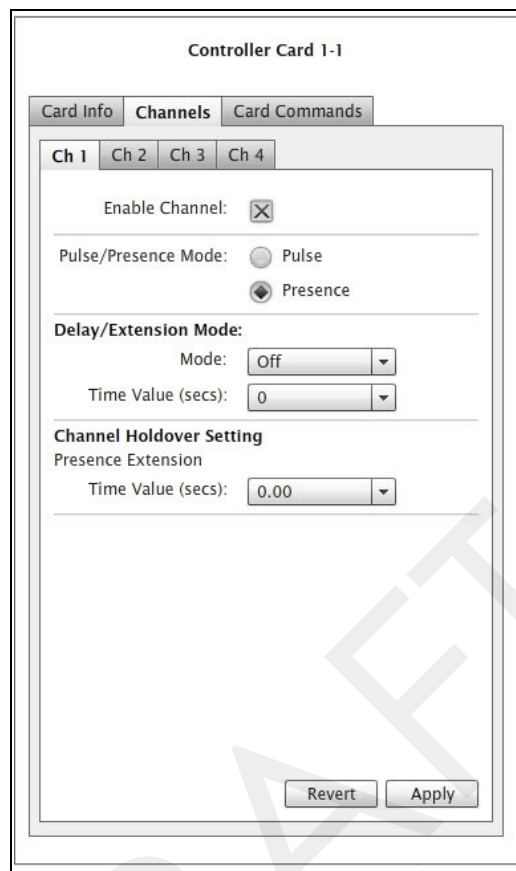 Controller Card 1-1
Card Info Channels Card Commands
Ch 1 Ch 2 Ch 3 Ch 4
Enable Channel:
Pulse/Presence Mode: Pulse
Presence
Delay/Extension Mode:
Mode: Off
Time Value (secs): 0
Channel Holdover Setting
Presence Extension
Time Value (secs): 0.00
Revert Apply
DRAFT